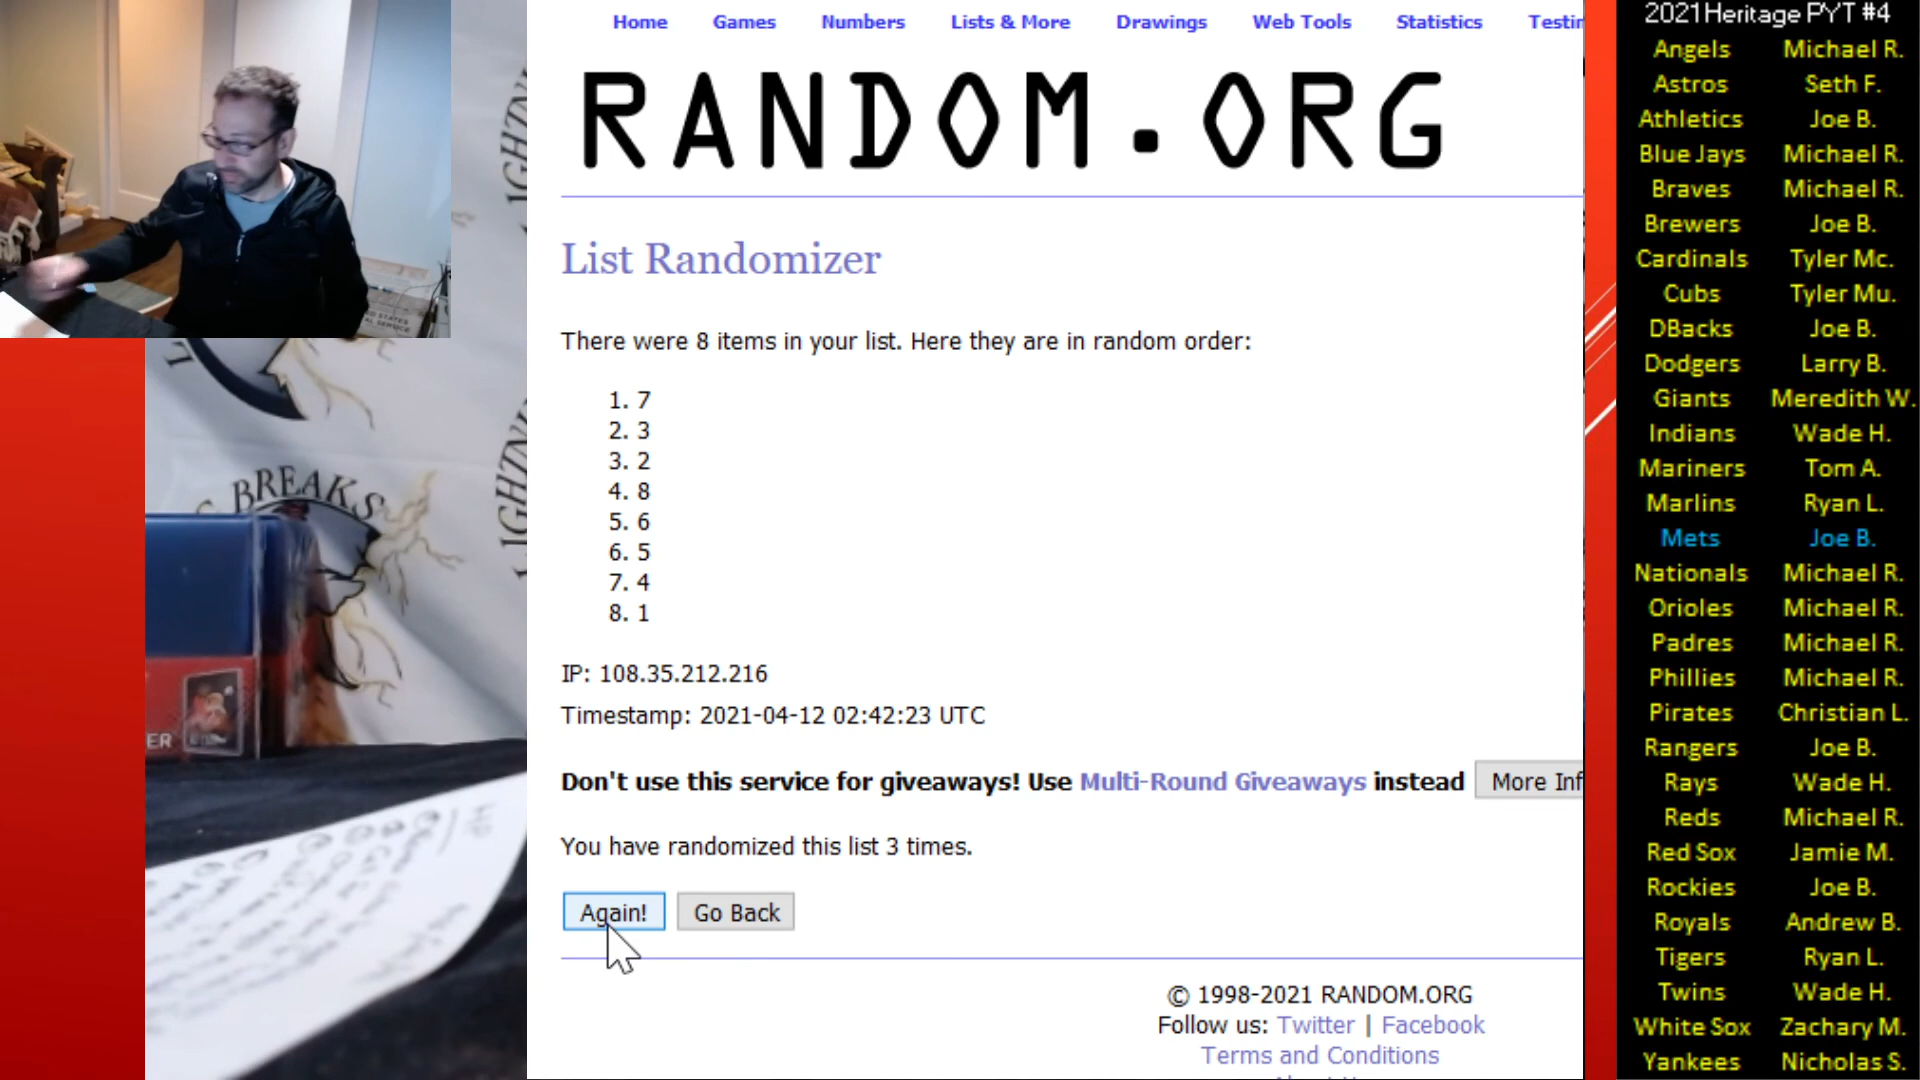 Home Games Numbers Lists & More Drawings Web Tools Statistics Testin
RANDOM.ORG
List Randomizer
There were 8 items in your list. Here they are in random order:
1. 7
2. 3
3. 2
4. 8
5. 6
6. 5
7. 4
8. 1
IP: 108.35.212.216
Timestamp: 2021-04-12 02:42:23 UTC
Don't use this service for giveaways! Use Multi-Round Giveaways instead More Inf
You have randomized this list 3 times.
Again! Go Back
© 1998-2021 RANDOM.ORG
Follow us: Twitter | Facebook
Terms and Conditions
BREAKS
2021 Heritage PYT #4
Angels Michael R.
Astros Seth F.
Athletics Joe B.
Blue Jays Michael R.
Braves Michael R.
Brewers Joe B.
Cardinals Tyler Mc.
Cubs Tyler Mu.
DBacks Joe B.
Dodgers Larry B.
Giants Meredith W.
Indians Wade H.
Mariners Tom A.
Marlins Ryan L.
Mets Joe B.
Nationals Michael R.
Orioles Michael R.
Padres Michael R.
Phillies Michael R.
Pirates Christian L.
Rangers Joe B.
Rays Wade H.
Reds Michael R.
Red Sox Jamie M.
Rockies Joe B.
Royals Andrew B.
Tigers Ryan L.
Twins Wade H.
White Sox Zachary M.
Yankees Nicholas S.